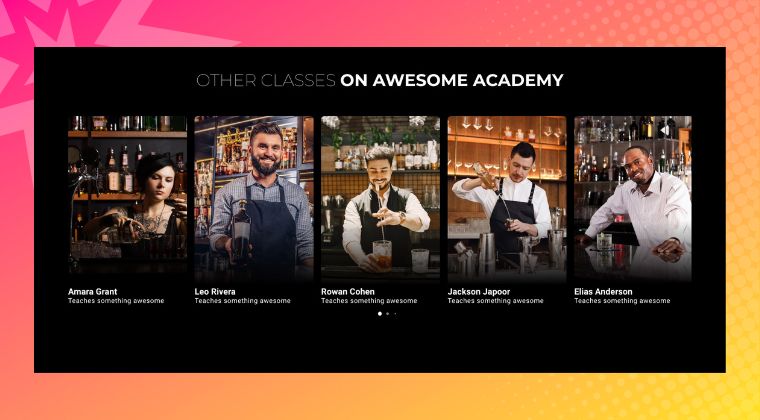 OTHER CLASSES ON AWESOME ACADEMY
Amara Grant
Teaches something awesome
Leo Rivera
Teaches something awesome
Rowan Cohen
Teaches something awesome
Jackson Japoor
Teaches something awesome
Elias Anderson
Teaches something awesome